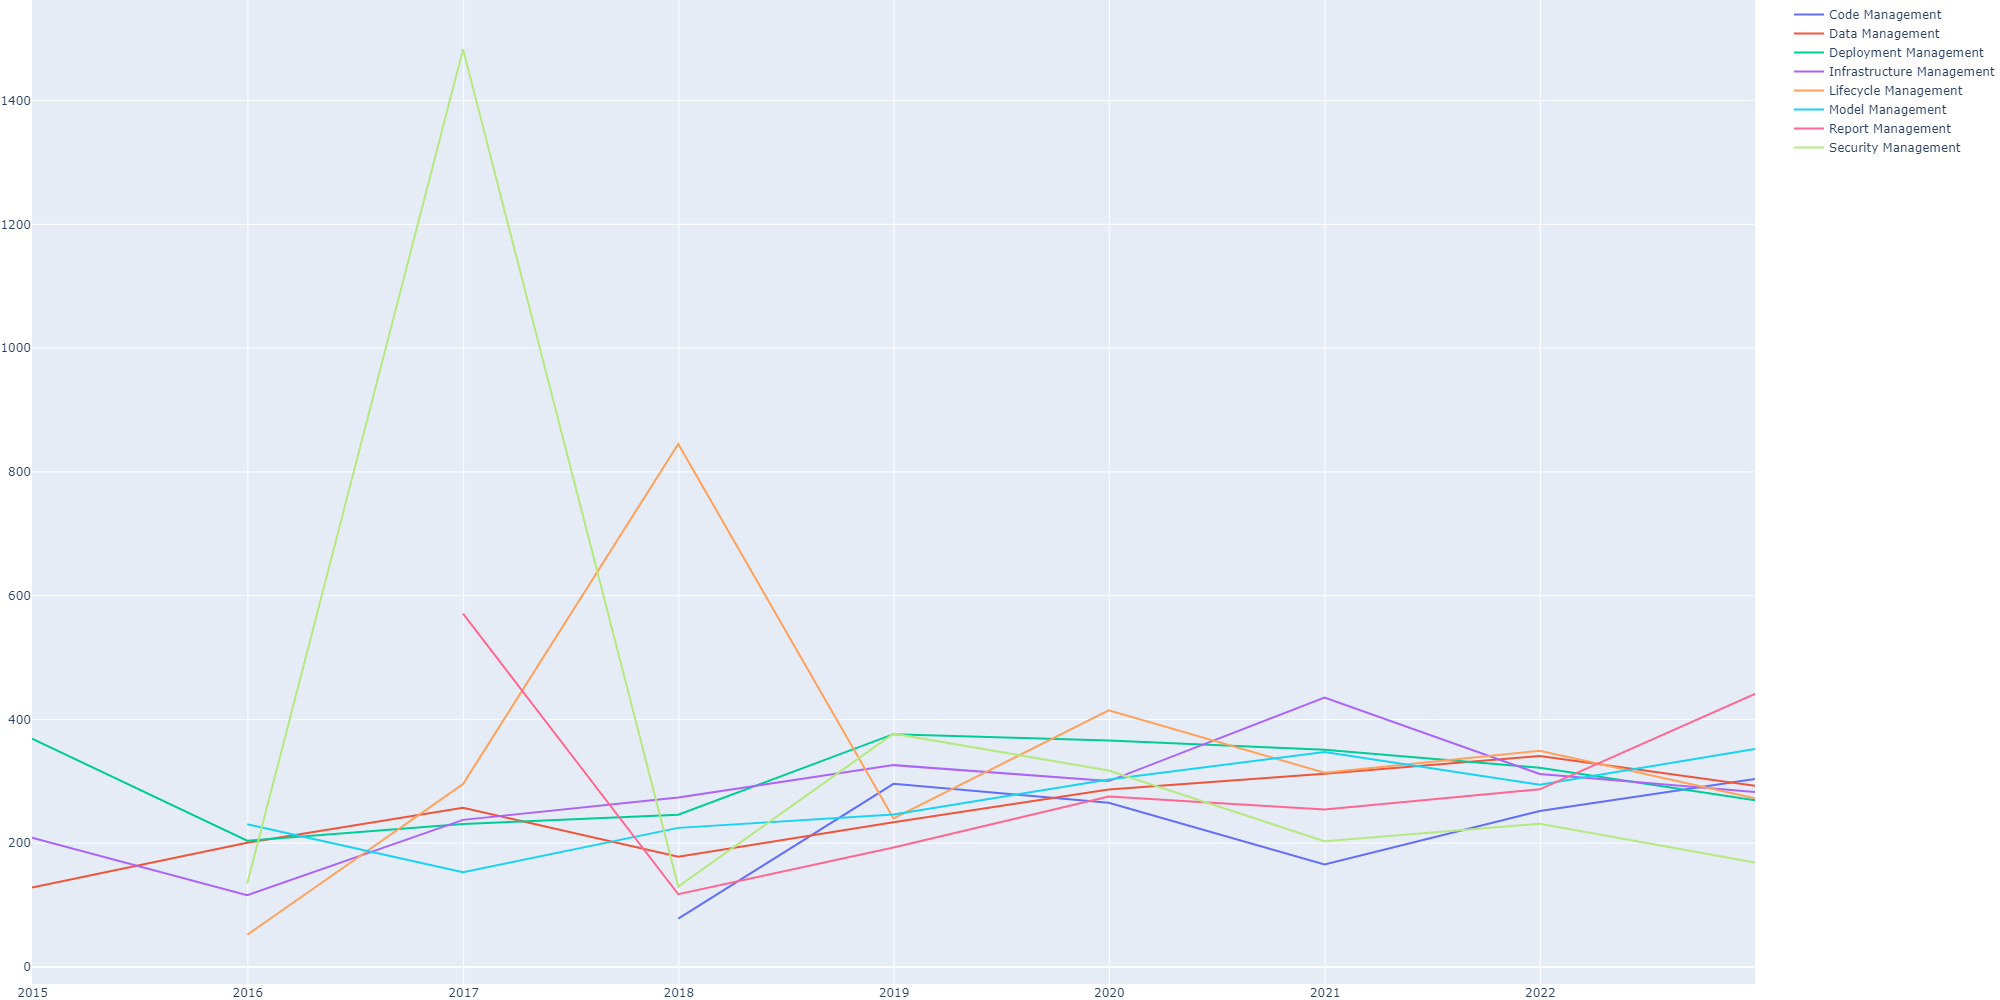 Code Management
Data Management
Deployment Management
Infrastructure Management
Lifecycle Management
Model Management
Report Management
Security Management
1400
1200
1000
800
600
400
200
0
2015 2016 2017 2018 2019 2020 2021 2022